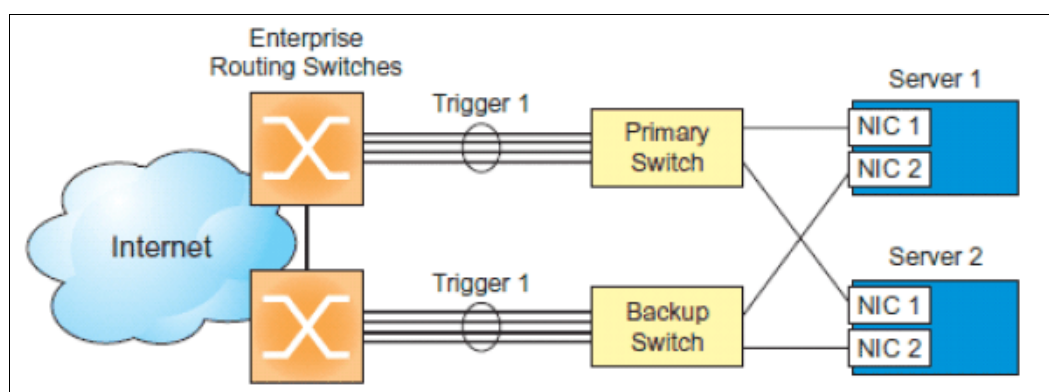 Enterprise
Routing Switches
Trigger 1
Primary
Switch
Server 1
NIC 1
NIC 2
Internet
Trigger 1
Backup
Switch
Server 2
NIC 1
NIC 2